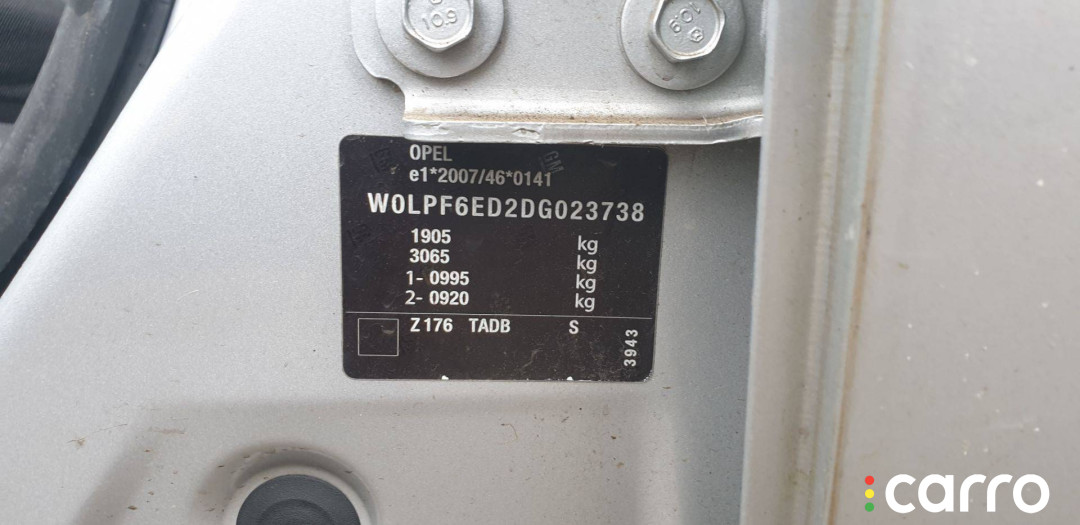 10.9
10.9
OPEL
GM
e1*2007/46*0141
W0LPF6ED2DG023738
1905 kg
3065 kg
1- 0995 kg
2- 0920 kg
Z176 TADB S
3943
carro